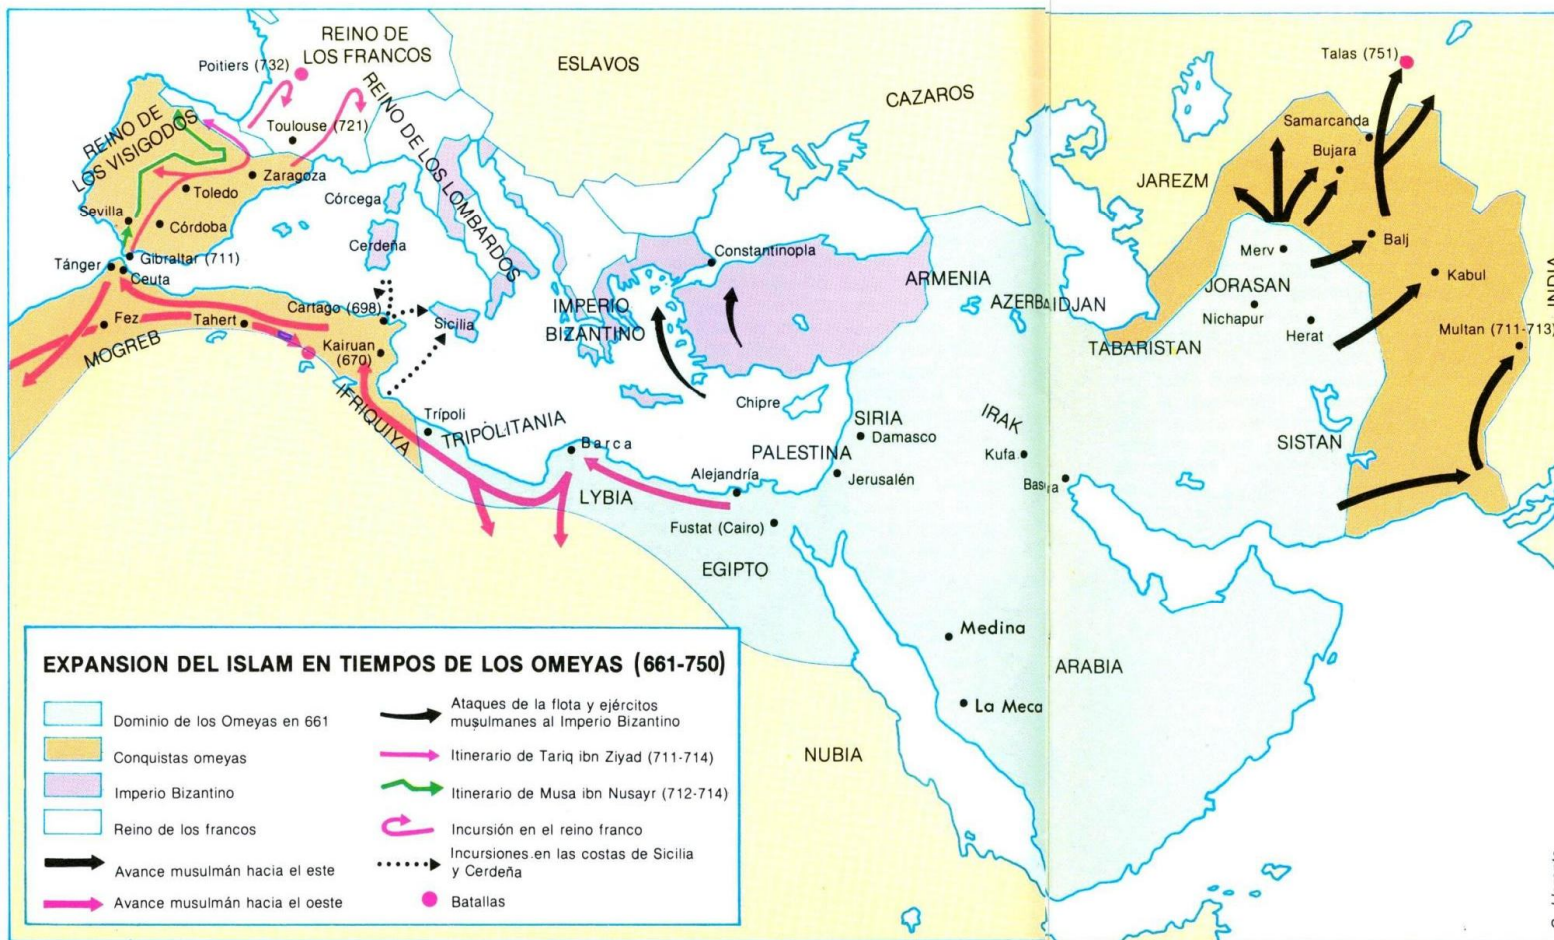 REINO DE
LOS FRANCOS
Poitiers (732)
ESLAVOS
CAZAROS
Talas (751)
REINO DE
LOS VISIGODOS
Toulouse (721)
REINO DE LOS LOMBARDOS
Samarcanda
Bujara
JAREZM
Zaragoza
Toledo
Córcega
Sevilla
Córdoba
Cerdeña
Constantinopla
Merv
Balj
Gibraltar (711)
Tánger
Ceuta
ARMENIA
AZERBAIDJAN
JORASAN
Kabul
INDIA
Cartago (698)
Sicilia
IMPERIO
BIZANTINO
Nichapur
Herat
Fez
Tahert
MOGREB
Kairuan
(670)
TABARISTAN
Multan (711-713)
IFRIQUIYA
Trípoli
TRIPOLITANIA
Chipre
SIRIA
Damasco
IRAK
SISTAN
Barca
PALESTINA
Kufa
Alejandría
Jerusalén
LYBIA
Fustat (Cairo)
EGIPTO
Medina
ARABIA
La Meca
NUBIA
EXPANSION DEL ISLAM EN TIEMPOS DE LOS OMEYAS (661-750)
Dominio de los Omeyas en 661
Conquistas omeyas
Imperio Bizantino
Reino de los francos
Avance musulmán hacia el este
Avance musulmán hacia el oeste
Ataques de la flota y ejércitos
musulmanes al Imperio Bizantino
Itinerario de Tariq ibn Ziyad (711-714)
Itinerario de Musa ibn Nusayr (712-714)
Incursión en el reino franco
Incursiones en las costas de Sicilia
y Cerdeña
Batallas